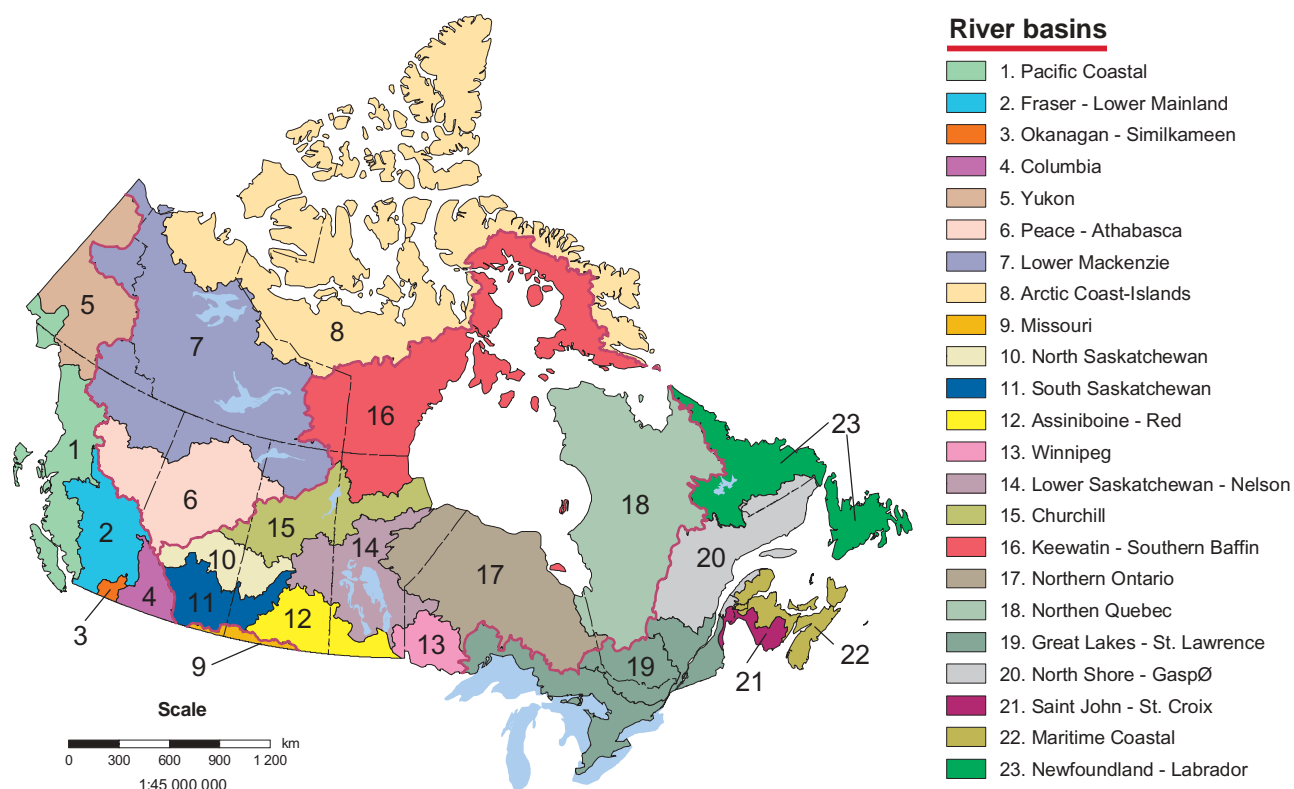 River basins
1. Pacific Coastal
2. Fraser - Lower Mainland
3. Okanagan - Similkameen
4. Columbia
5. Yukon
6. Peace - Athabasca
7. Lower Mackenzie
8. Arctic Coast-Islands
9. Missouri
10. North Saskatchewan
11. South Saskatchewan
12. Assiniboine - Red
13. Winnipeg
14. Lower Saskatchewan - Nelson
15. Churchill
16. Keewatin - Southern Baffin
17. Northern Ontario
18. Northen Quebec
19. Great Lakes - St. Lawrence
20. North Shore - GaspØ
21. Saint John - St. Croix
22. Maritime Coastal
23. Newfoundland - Labrador
5
8
7
16
23
1
6
18
2
15
14
20
10
17
4
11
12
3
13
19
22
9
21
Scale
km
0 300 600 900 1 200
1:45 000 000